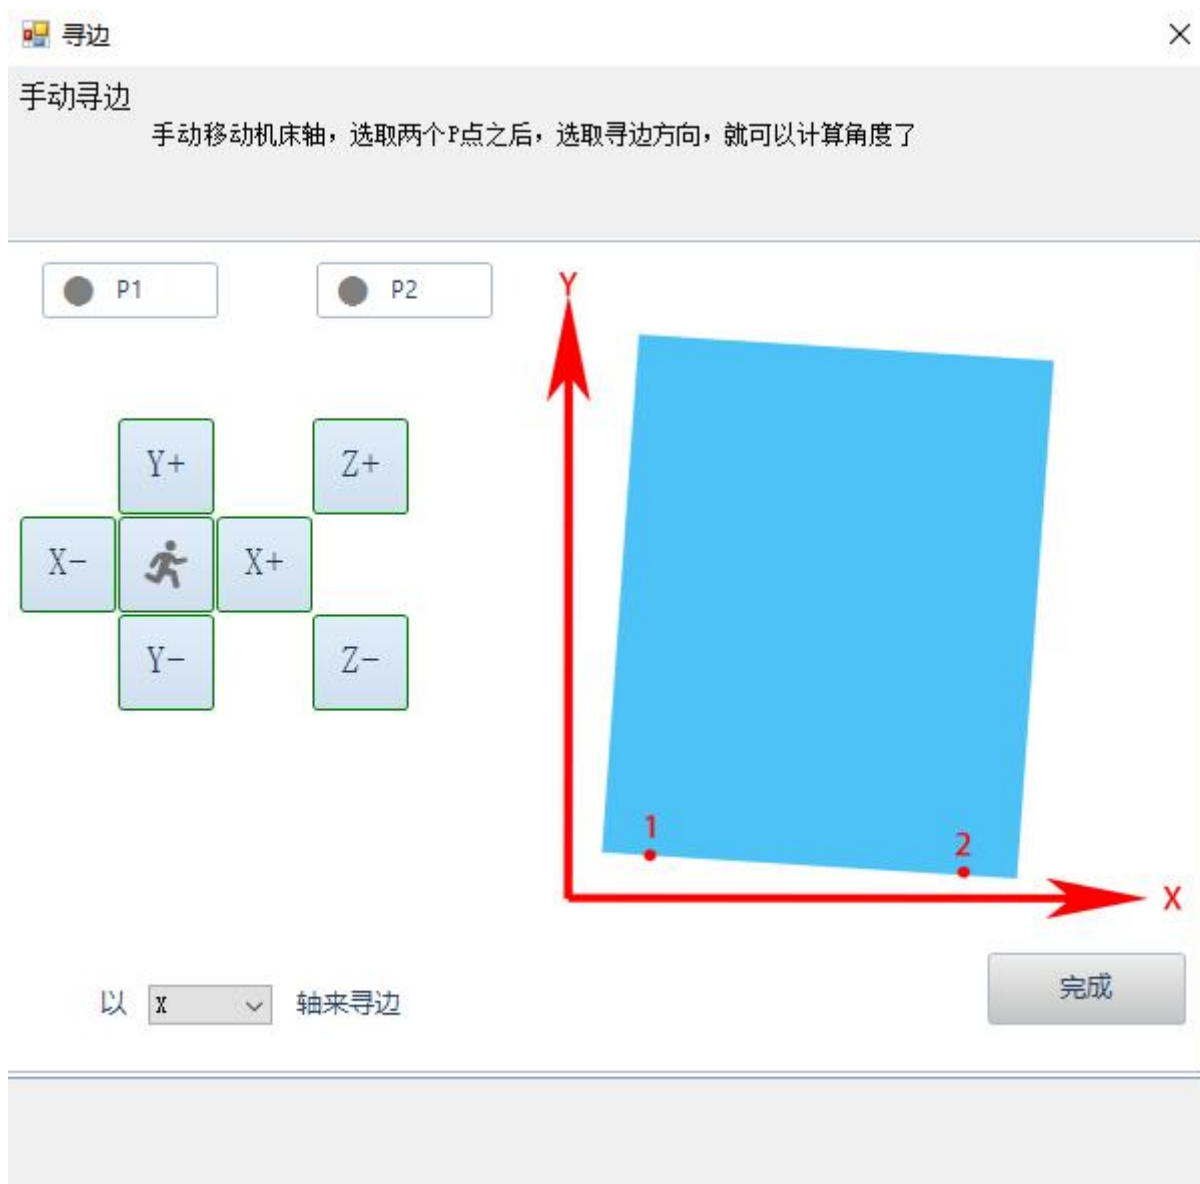 寻边
手动寻边
手动移动机床轴，选取两个P点之后，选取寻边方向，就可以计算角度了
P1
P2
Y
Y+
Z+
X-
X+
Y-
Z-
1
2
X
以 X 轴来寻边
完成